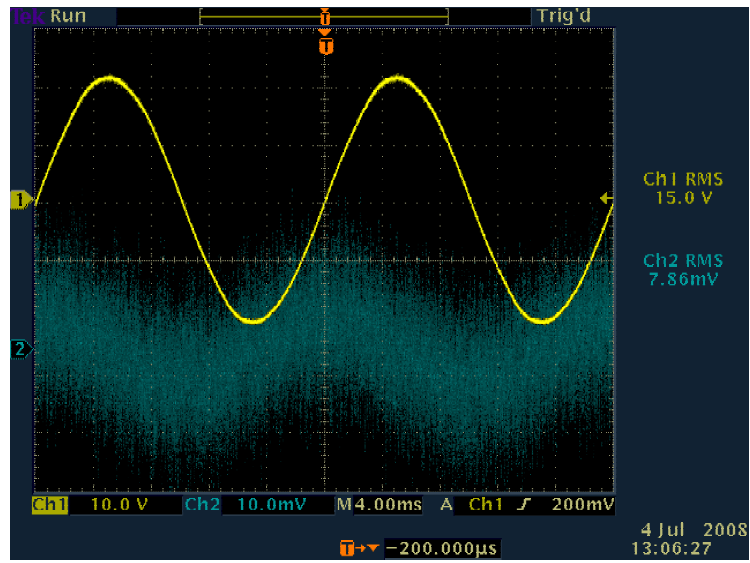 Tek Run Trig'd
T
T
1
Ch1 RMS
15.0 V
Ch2 RMS
7.86mV
2
Ch1 10.0 V Ch2 10.0mV M4.00ms A Ch1 200mV
T −200.000µs
4 Jul 2008
13:06:27